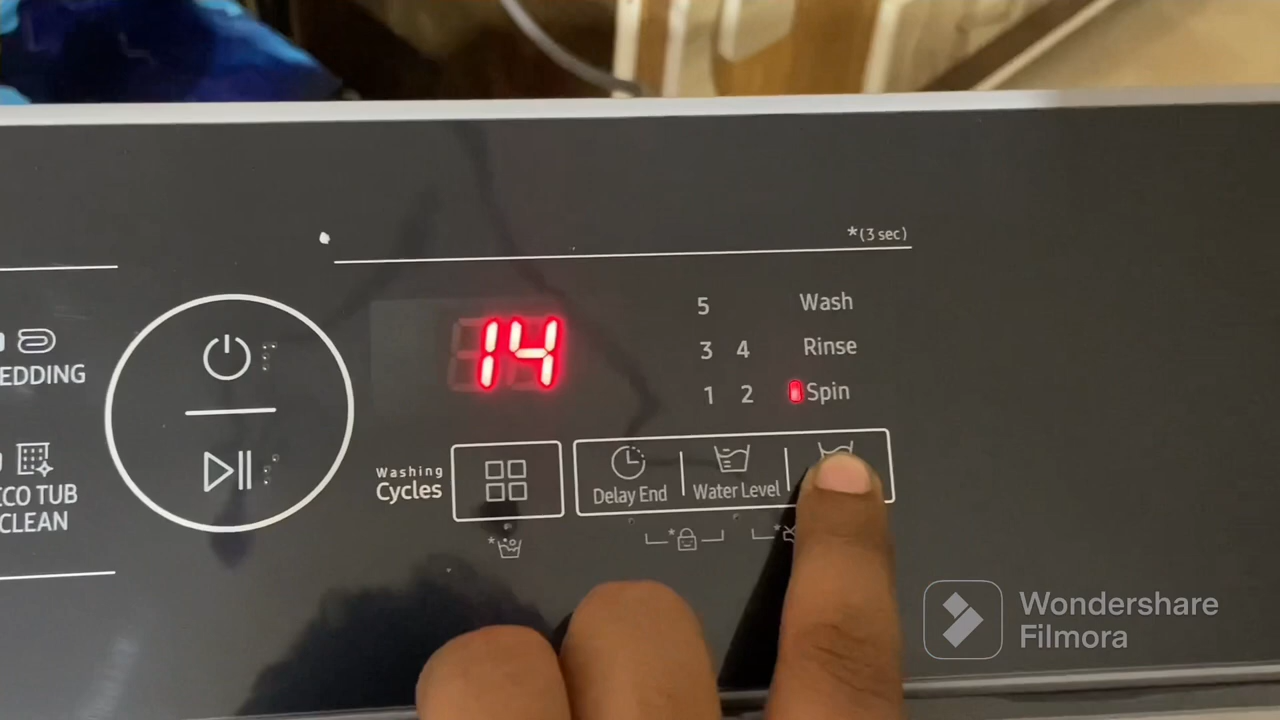 *(3 sec)
EDDING
CO TUB
CLEAN
14
5
3 4
1 2
Wash
Rinse
Spin
Washing
Cycles
Delay End
Water Level
*
*
*
Wondershare
Filmora